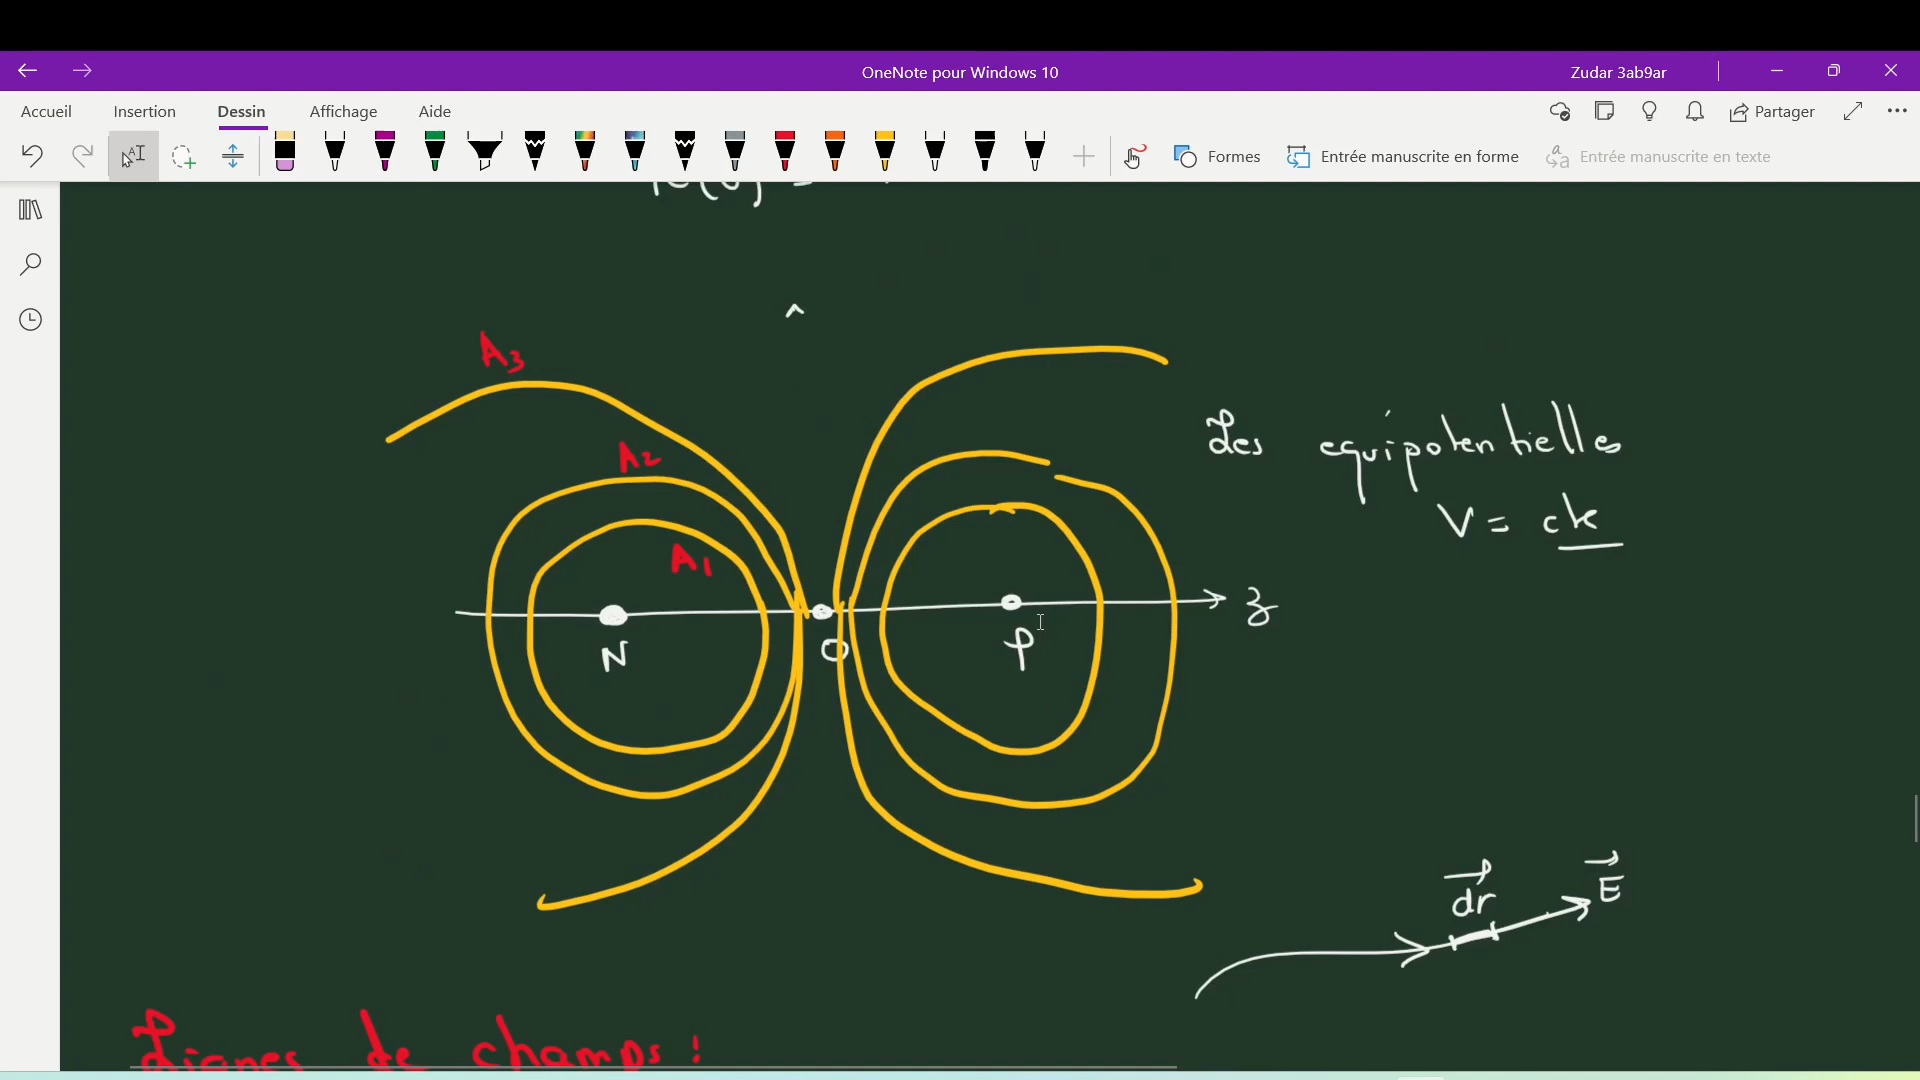 OneNote pour Windows 10
Zudar 3ab9ar
Accueil Insertion Dessin Affichage Aide
Partager
Formes
Entrée manuscrite en forme
Entrée manuscrite en texte
A3
A2
A1
Les equipotentielles
V = cte
N
O
P
z
dr
E
Lignes de champs :